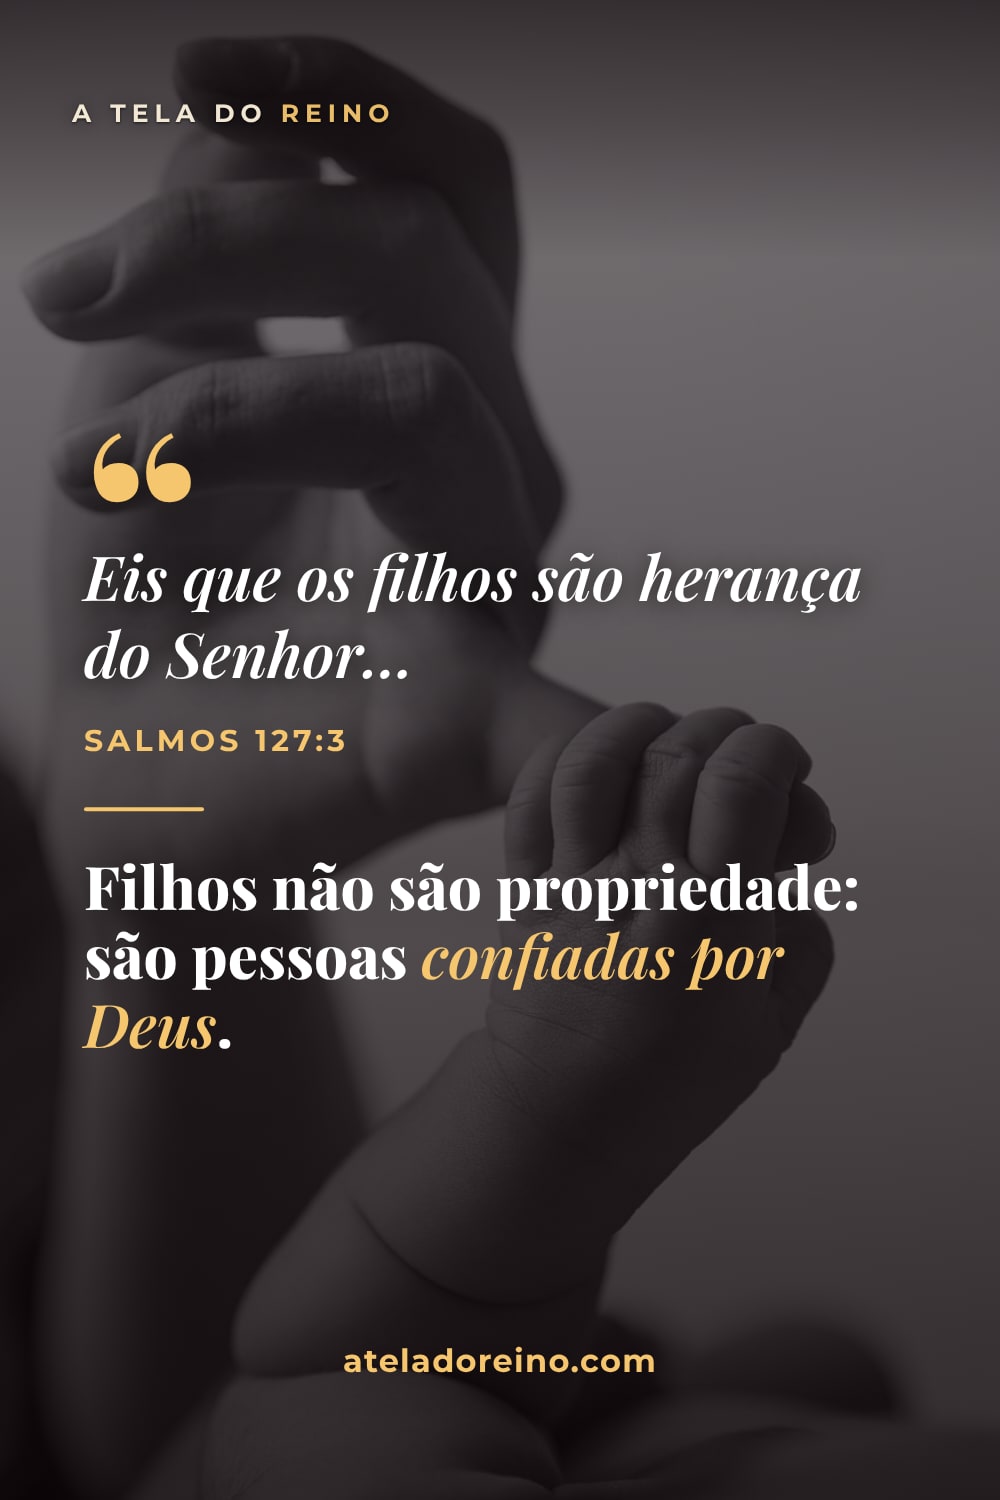 A TELA DO REINO
“
Eis que os filhos são herança
do Senhor...
SALMOS 127:3
Filhos não são propriedade:
são pessoas confiadas por
Deus.
ateladoreino.com